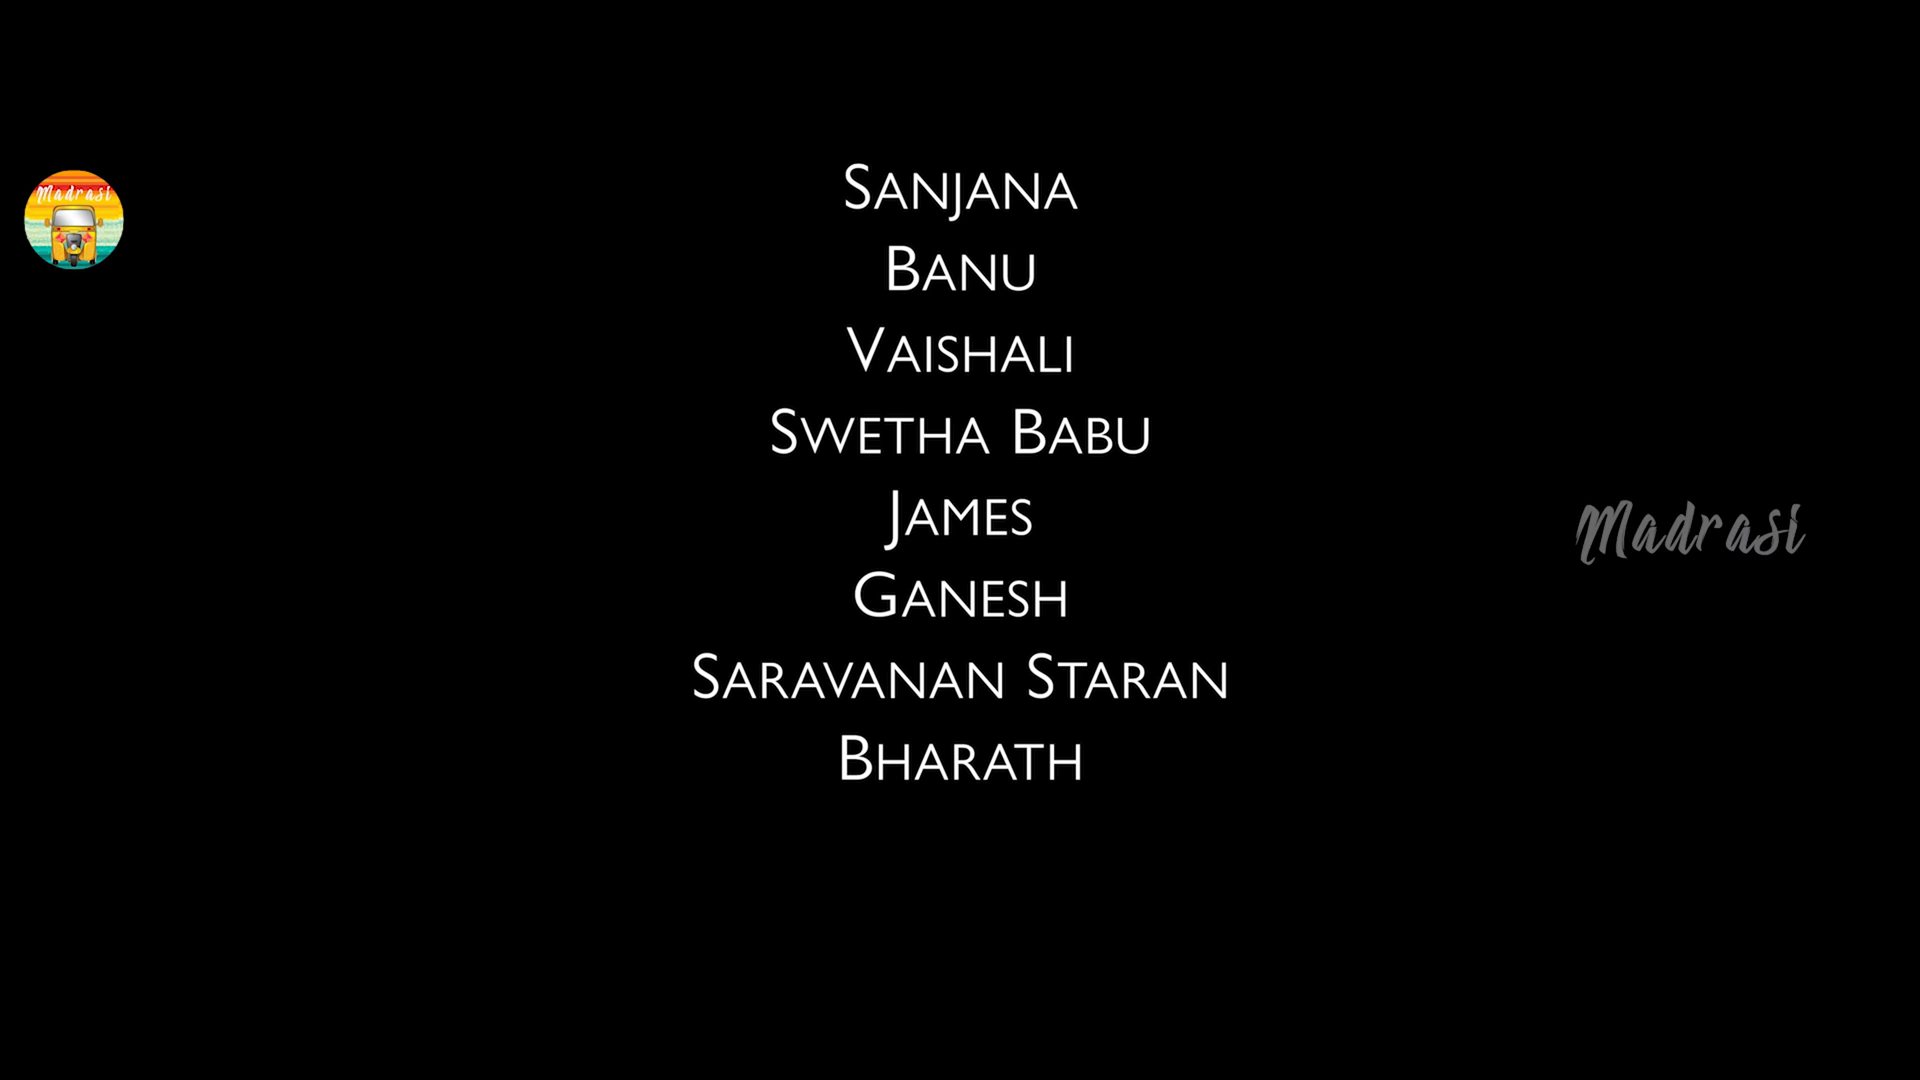 Madrasi
SANJANA
BANU
VAISHALI
SWETHA BABU
JAMES
GANESH
SARAVANAN STARAN
BHARATH
Madrasi